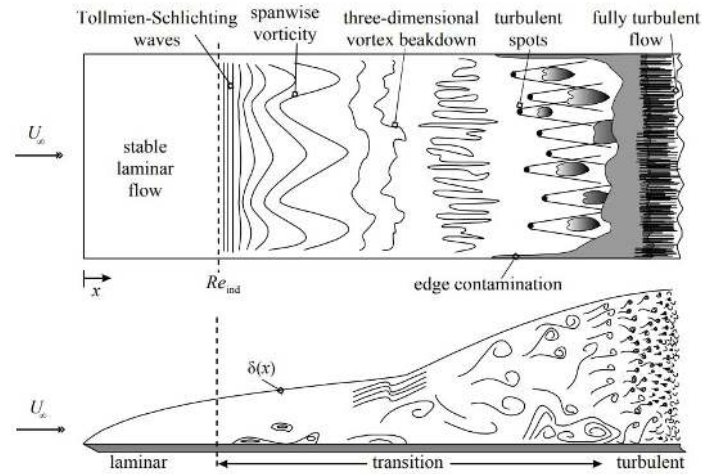 Tollmien-Schlichting
waves
spanwise
vorticity
three-dimensional
vortex beakdown
turbulent
spots
fully turbulent
flow
U∞
stable
laminar
flow
x
Re_ind
edge contamination
δ(x)
U∞
laminar
transition
turbulent